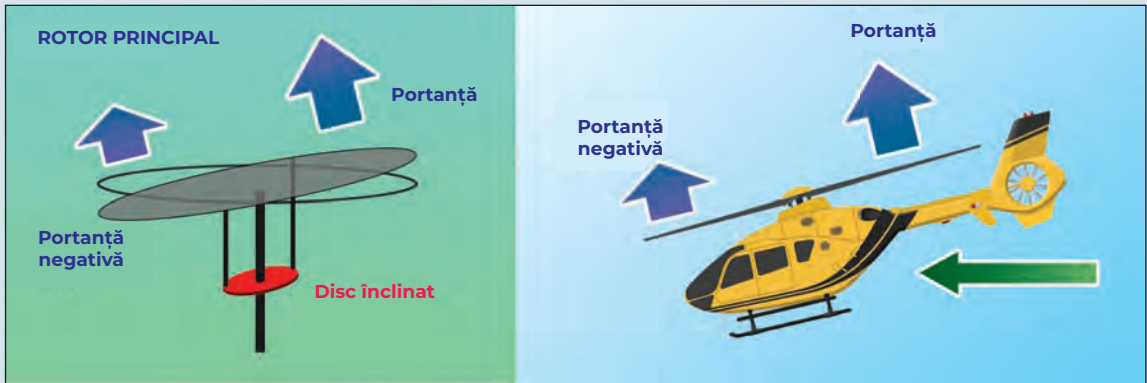 ROTOR PRINCIPAL
Portanță
Portanță
negativă
Disc înclinat
Portanță
Portanță
negativă